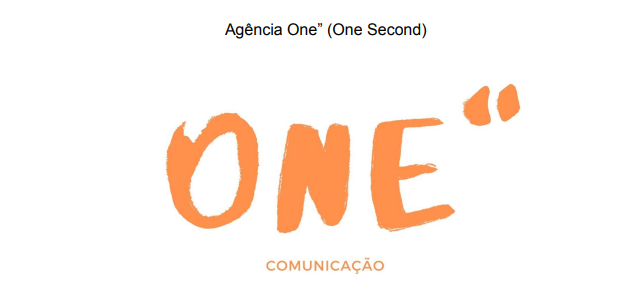 Agência One” (One Second)
ONE"
COMUNICAÇÃO